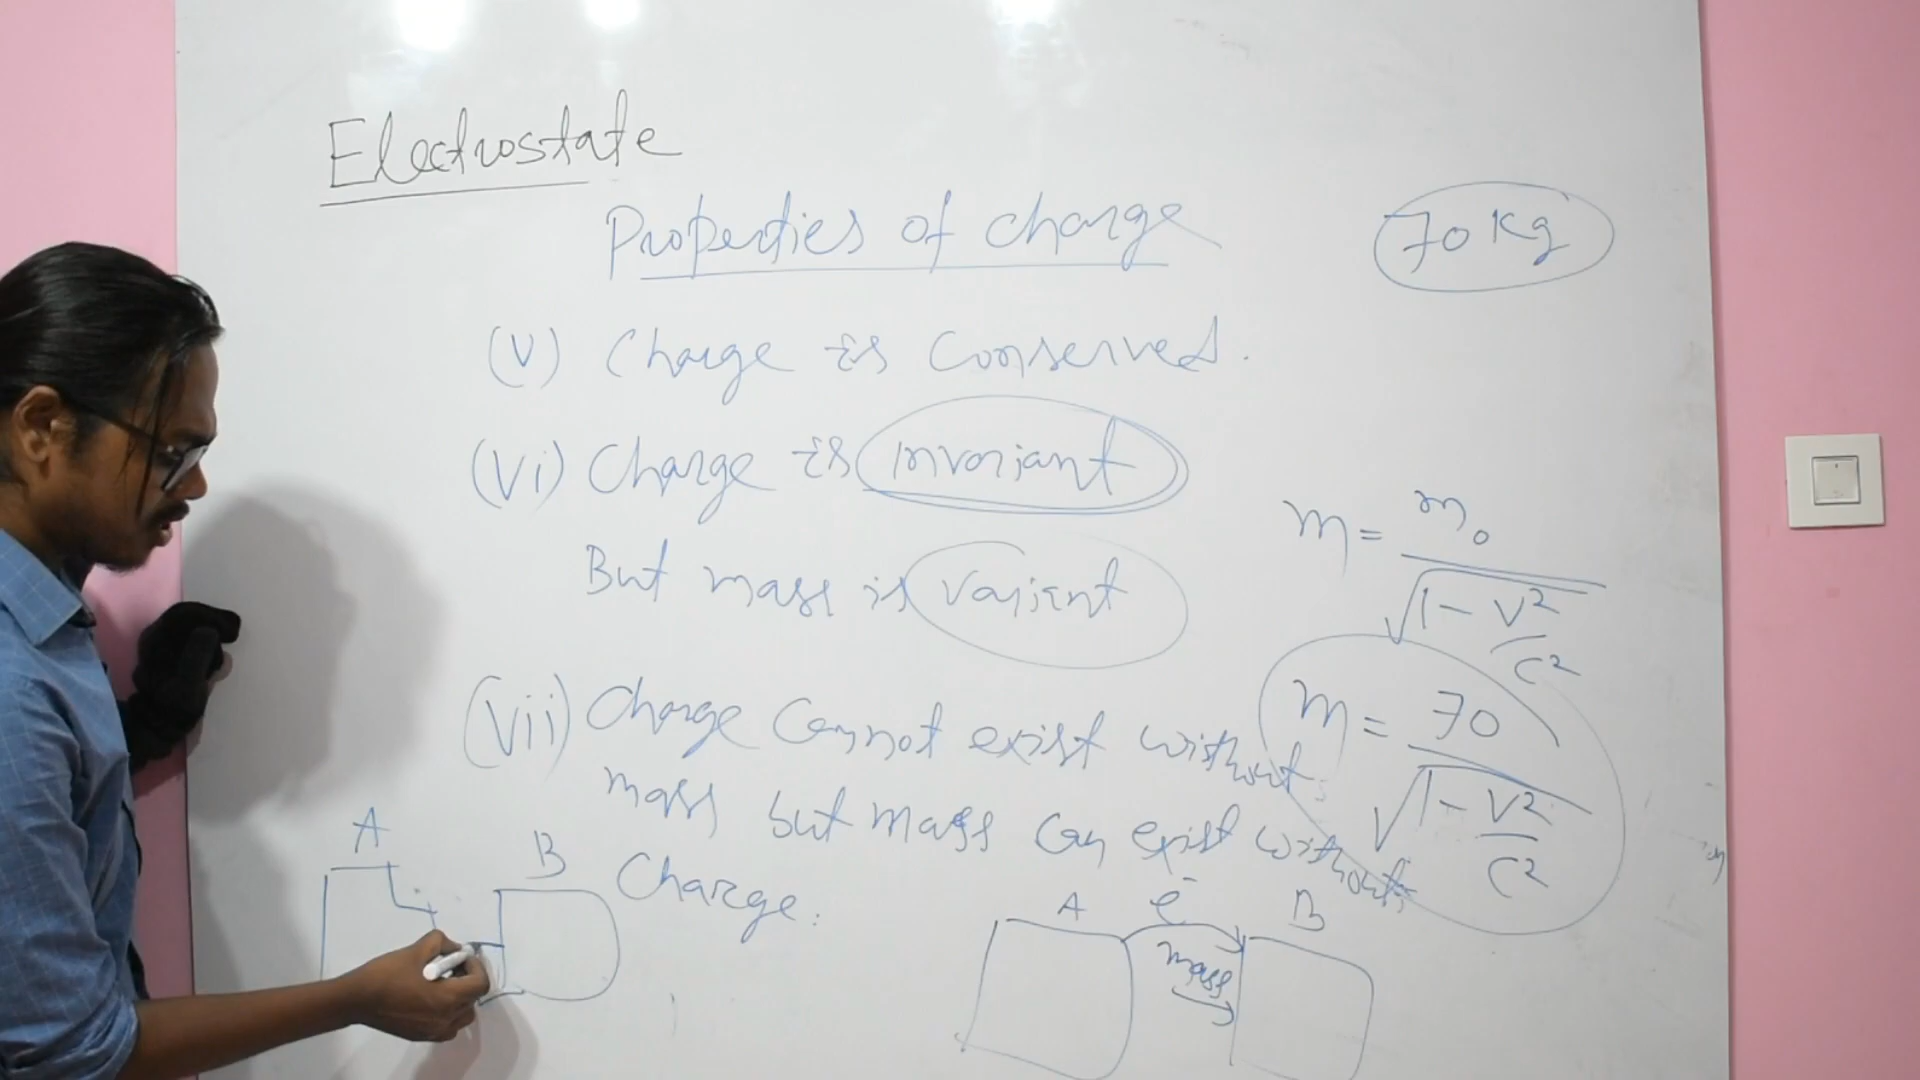 Electrostate
Properties of charge
70 Kg
(v) Charge is Conserved.
(vi) Charge is invariant
But mass is varient
m = m₀ / √1 - v²/c²
(vii) Charge cannot exist without
mass but mass can exist without
Charge.
m = 70 / √1 - v²/c²
A B
A e⁻ B
mass